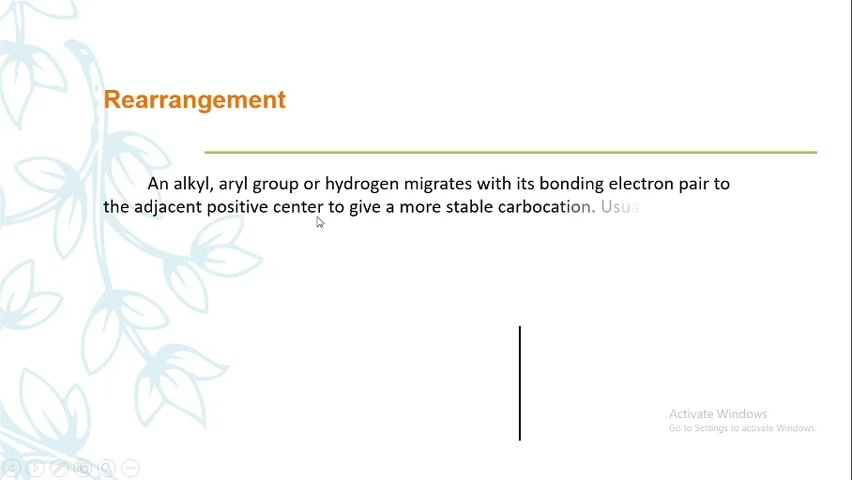 Rearrangement
An alkyl, aryl group or hydrogen migrates with its bonding electron pair to
the adjacent positive center to give a more stable carbocation. Usua
Activate Windows
Go to Settings to activate Windows.